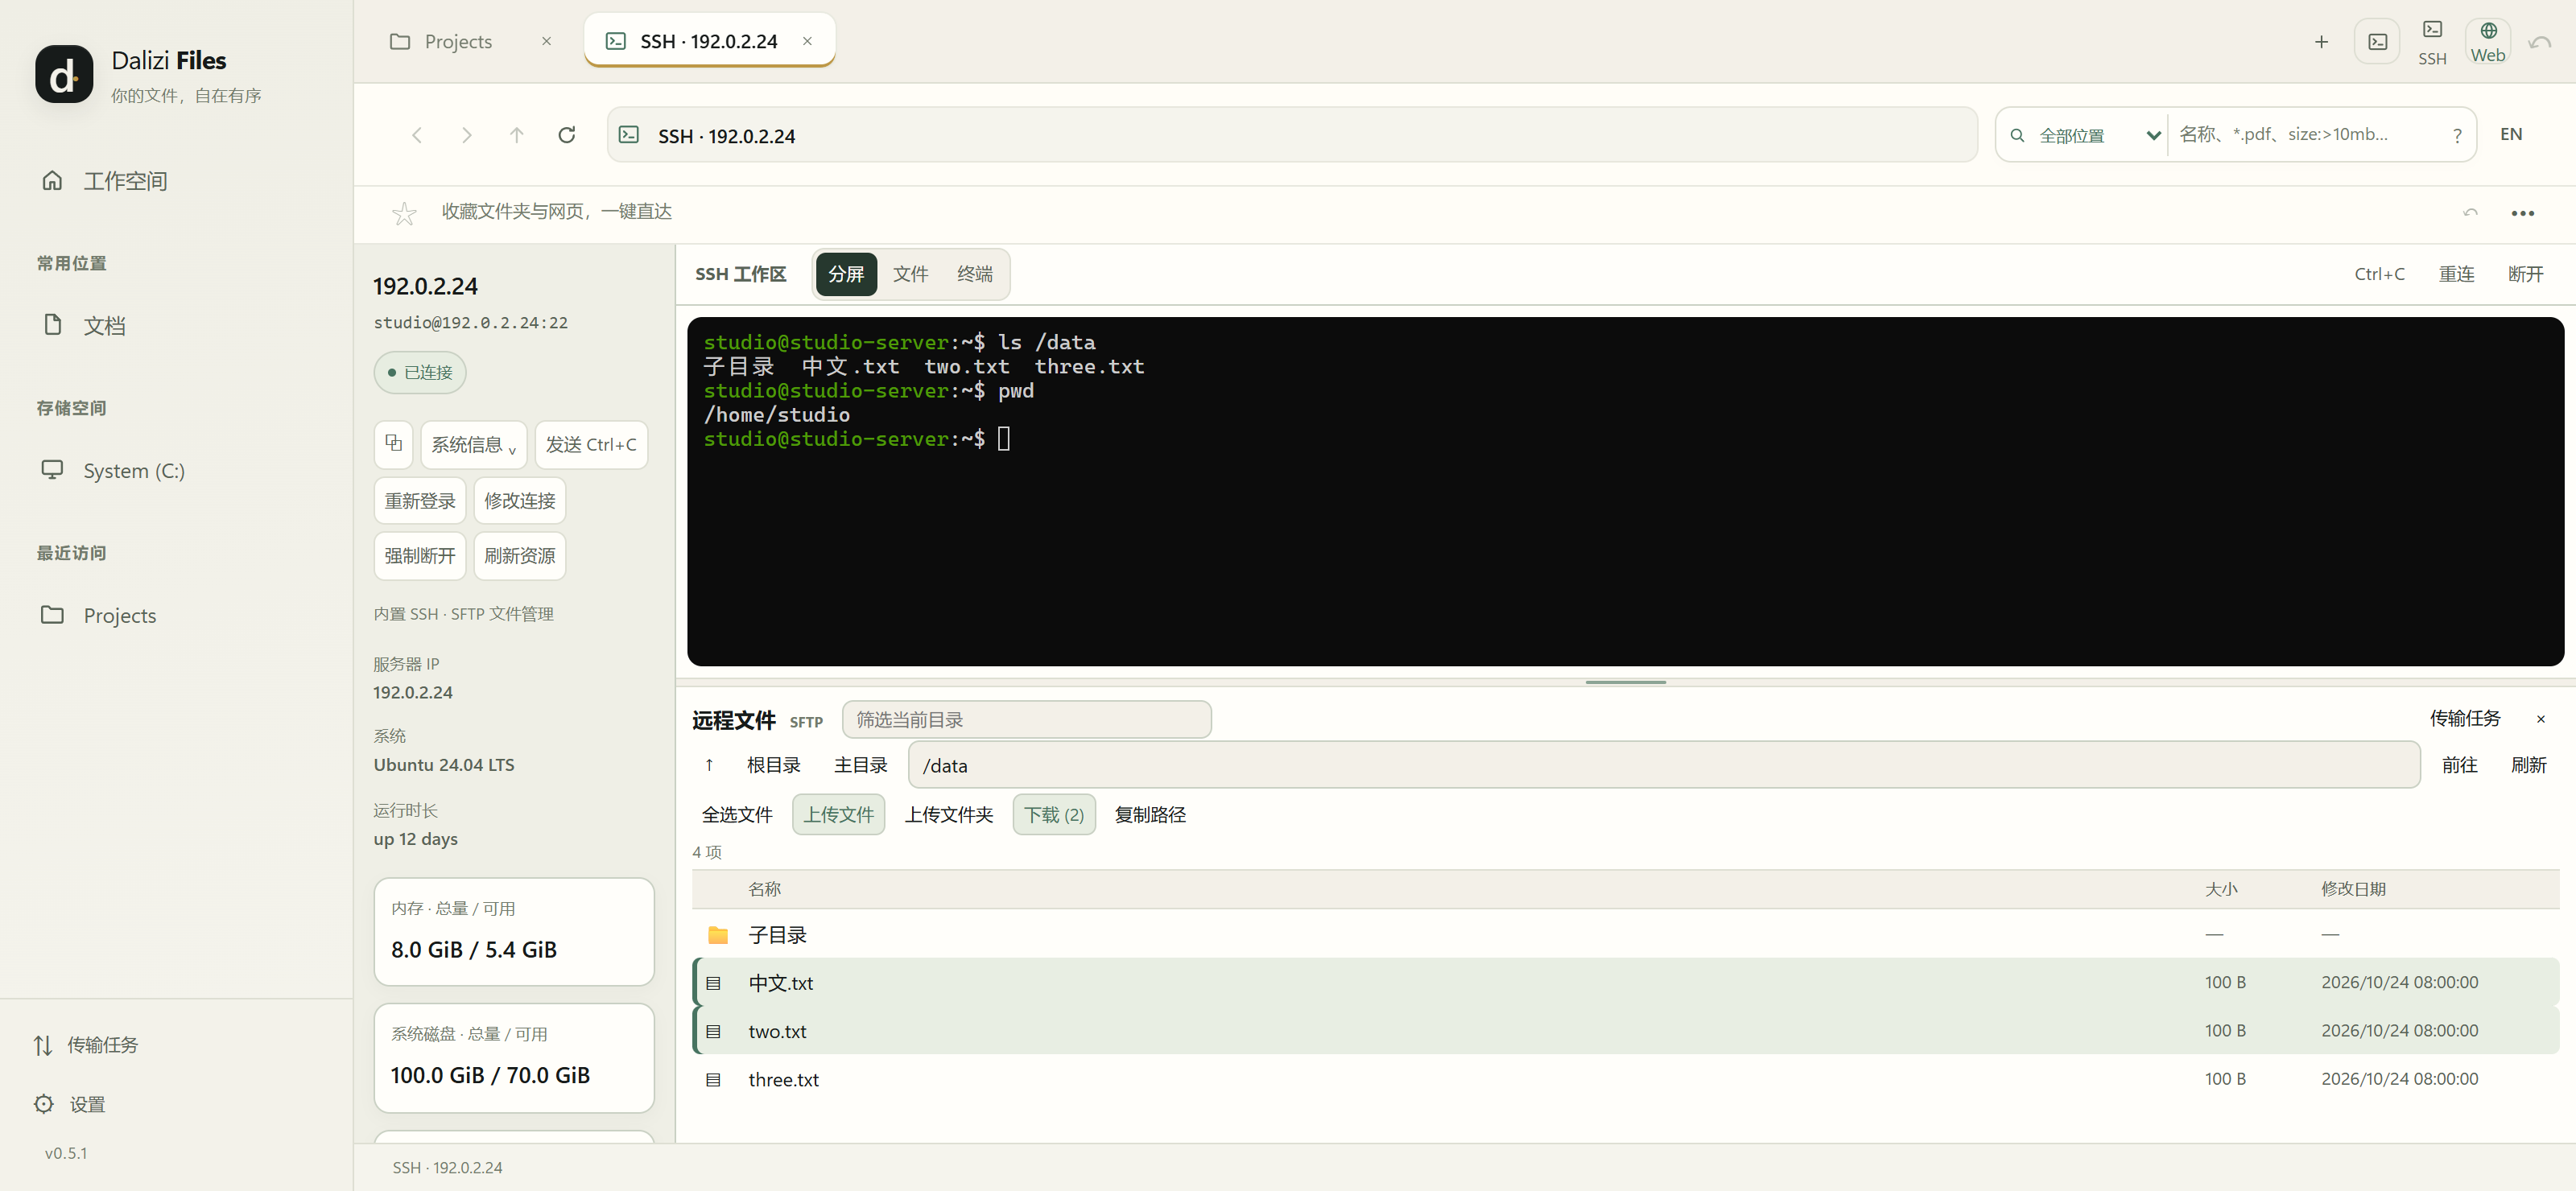 Dalizi Files
你的文件，自在有序
工作空间
常用位置
文档
存储空间
System (C:)
最近访问
Projects
传输任务
设置
v0.5.1
Projects ×
SSH · 192.0.2.24 ×
+
SSH
Web
SSH · 192.0.2.24
全部位置
名称、*.pdf、size:>10mb... ?
EN
收藏文件夹与网页，一键直达
•••
192.0.2.24
studio@192.0.2.24:22
已连接
系统信息 v
发送 Ctrl+C
重新登录
修改连接
强制断开
刷新资源
内置 SSH · SFTP 文件管理
服务器 IP
192.0.2.24
系统
Ubuntu 24.04 LTS
运行时长
up 12 days
内存 · 总量 / 可用
8.0 GiB / 5.4 GiB
系统磁盘 · 总量 / 可用
100.0 GiB / 70.0 GiB
SSH 工作区 分屏 文件 终端 Ctrl+C 重连 断开
studio@studio-server:~$ ls /data
子目录 中文.txt two.txt three.txt
studio@studio-server:~$ pwd
/home/studio
studio@studio-server:~$
远程文件 SFTP 筛选当前目录 传输任务 ×
↑ 根目录 主目录 /data 前往 刷新
全选文件 上传文件 上传文件夹 下载 (2) 复制路径
4 项
名称 大小 修改日期
子目录 — —
中文.txt 100 B 2026/10/24 08:00:00
two.txt 100 B 2026/10/24 08:00:00
three.txt 100 B 2026/10/24 08:00:00
SSH · 192.0.2.24